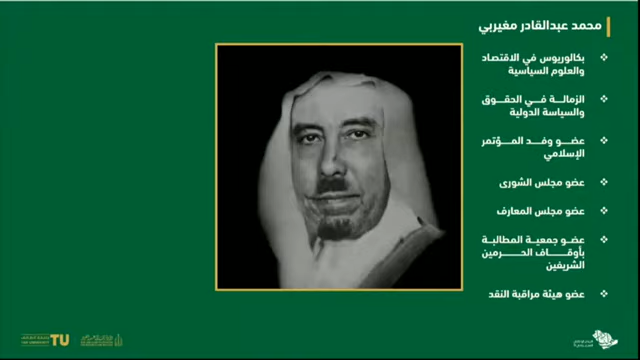 محمد عبدالقادر مغيربي
بكالوريوس في الاقتصاد
والعلوم السياسية
الزمالة في الحقوق
والسياسة الدولية
عضو وفد المؤتمر
الإسلامي
عضو مجلس الشورى
عضو مجلس المعارف
عضو جمعية المطالبة
بأوقاف الحرمين
الشريفين
عضو هيئة مراقبة النقد
TU